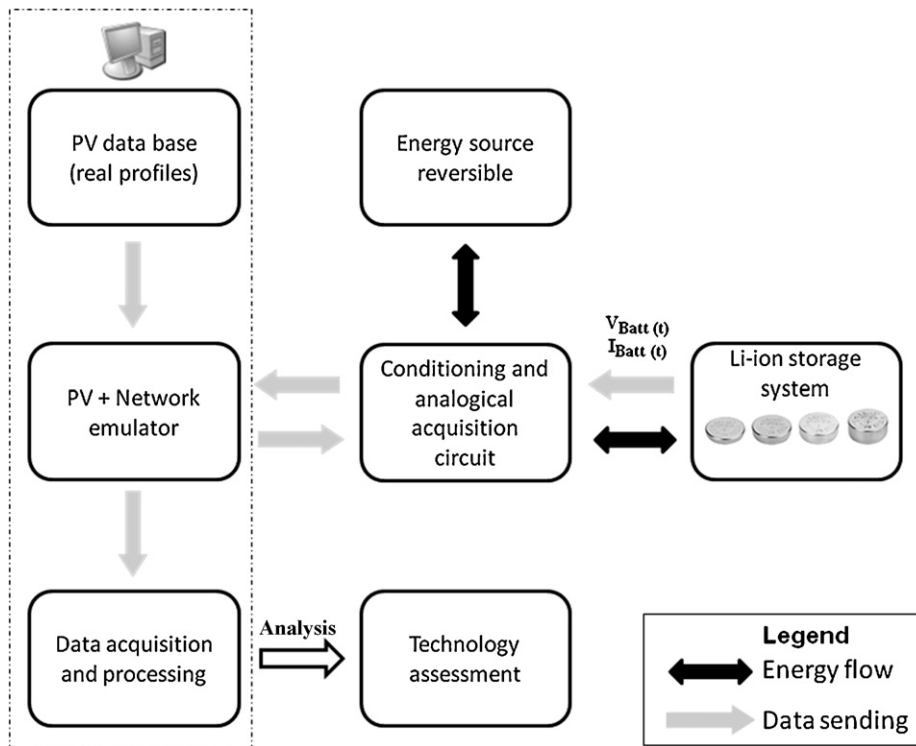 PV data base
(real profiles)
Energy source
reversible
PV + Network
emulator
Conditioning and
analogical
acquisition
circuit
V Batt (t)
I Batt (t)
Li-ion storage
system
Data acquisition
and processing
Analysis
Technology
assessment
Legend
Energy flow
Data sending